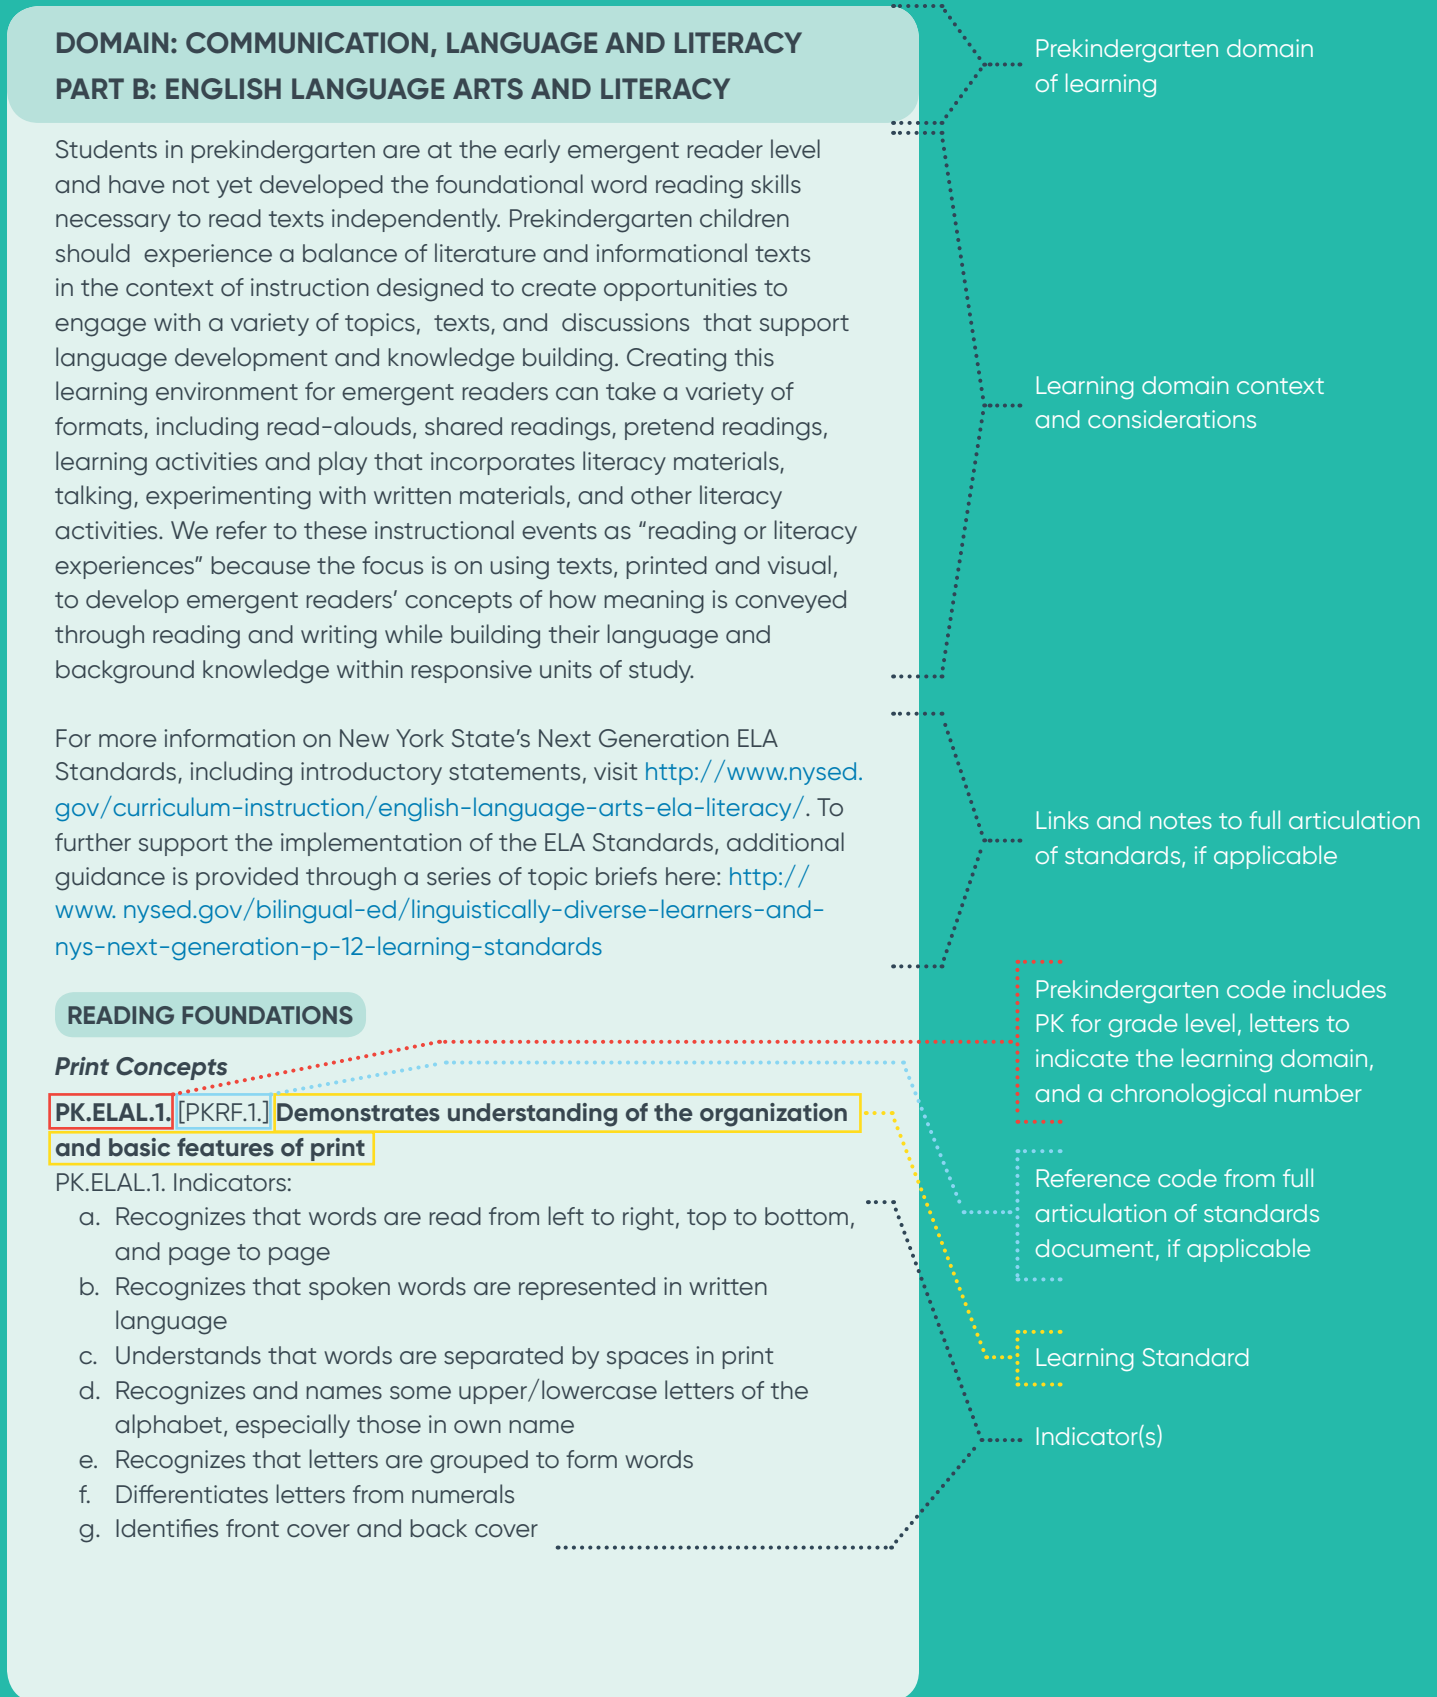 DOMAIN: COMMUNICATION, LANGUAGE AND LITERACY
PART B: ENGLISH LANGUAGE ARTS AND LITERACY
Students in prekindergarten are at the early emergent reader level
and have not yet developed the foundational word reading skills
necessary to read texts independently. Prekindergarten children
should  experience a balance of literature and informational texts
in the context of instruction designed to create opportunities to
engage with a variety of topics,  texts, and  discussions  that support
language development and knowledge building. Creating this
learning environment for emergent readers can take a variety of
formats, including read-alouds, shared readings, pretend readings,
learning activities and play that incorporates literacy materials,
talking, experimenting with written materials, and other literacy
activities. We refer to these instructional events as “reading or literacy
experiences” because the focus is on using texts, printed and visual,
to develop emergent readers’ concepts of how meaning is conveyed
through reading and writing while building their language and
background knowledge within responsive units of study.
For more information on New York State’s Next Generation ELA
Standards, including introductory statements, visit http://www.nysed.
gov/curriculum-instruction/english-language-arts-ela-literacy/. To
further support the implementation of the ELA Standards, additional
guidance is provided through a series of topic briefs here: http://
www. nysed.gov/bilingual-ed/linguistically-diverse-learners-and-
nys-next-generation-p-12-learning-standards
READING FOUNDATIONS
Print Concepts
PK.ELAL.1. [PKRF.1.] Demonstrates understanding of the organization
and basic features of print
PK.ELAL.1. Indicators:
a. Recognizes that words are read from left to right, top to bottom,
and page to page
b. Recognizes that spoken words are represented in written
language
c. Understands that words are separated by spaces in print
d. Recognizes and names some upper/lowercase letters of the
alphabet, especially those in own name
e. Recognizes that letters are grouped to form words
f. Differentiates letters from numerals
g. Identifies front cover and back cover
Prekindergarten domain
of learning
Learning domain context
and considerations
Links and notes to full articulation
of standards, if applicable
Prekindergarten code includes
PK for grade level, letters to
indicate the learning domain,
and a chronological number
Reference code from full
articulation of standards
document, if applicable
Learning Standard
Indicator(s)